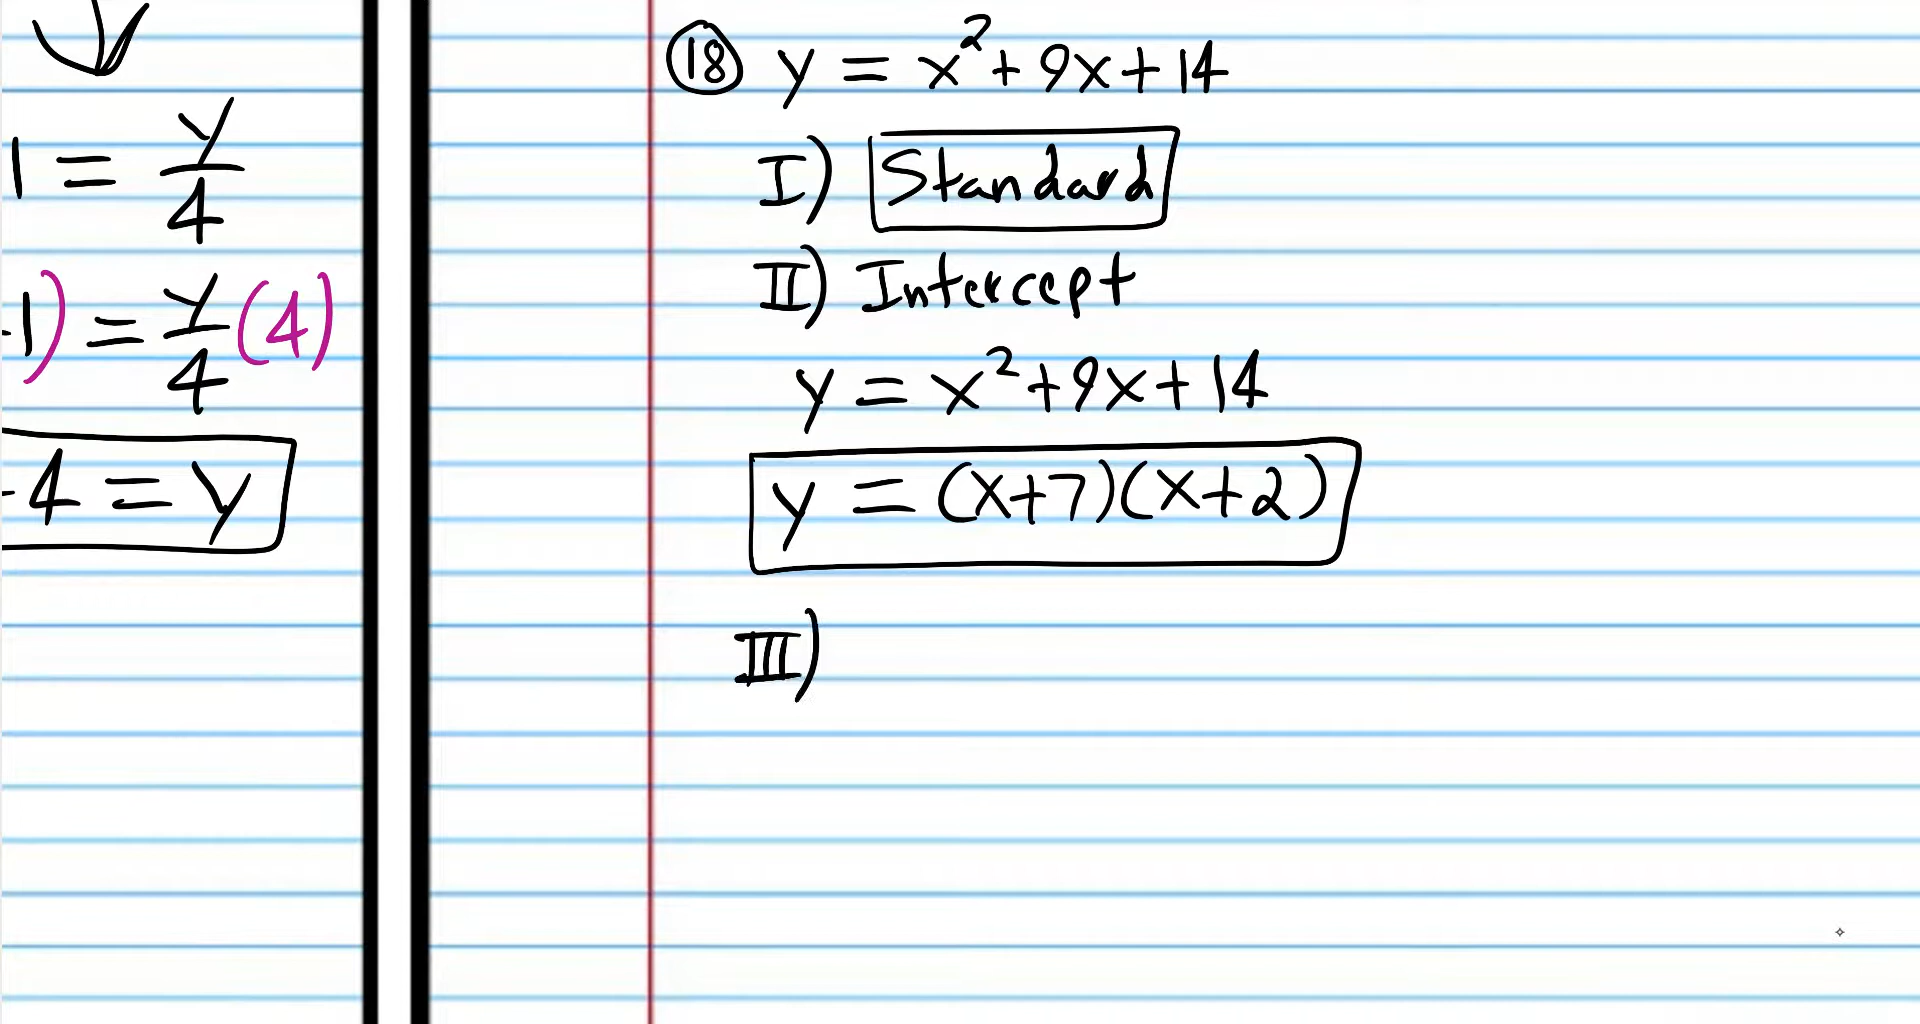 1 = y/4
-1) = y/4 (4)
-4 = y
18 y = x² + 9x + 14
I) Standard
II) Intercept
y = x² + 9x + 14
y = (x+7)(x+2)
III)